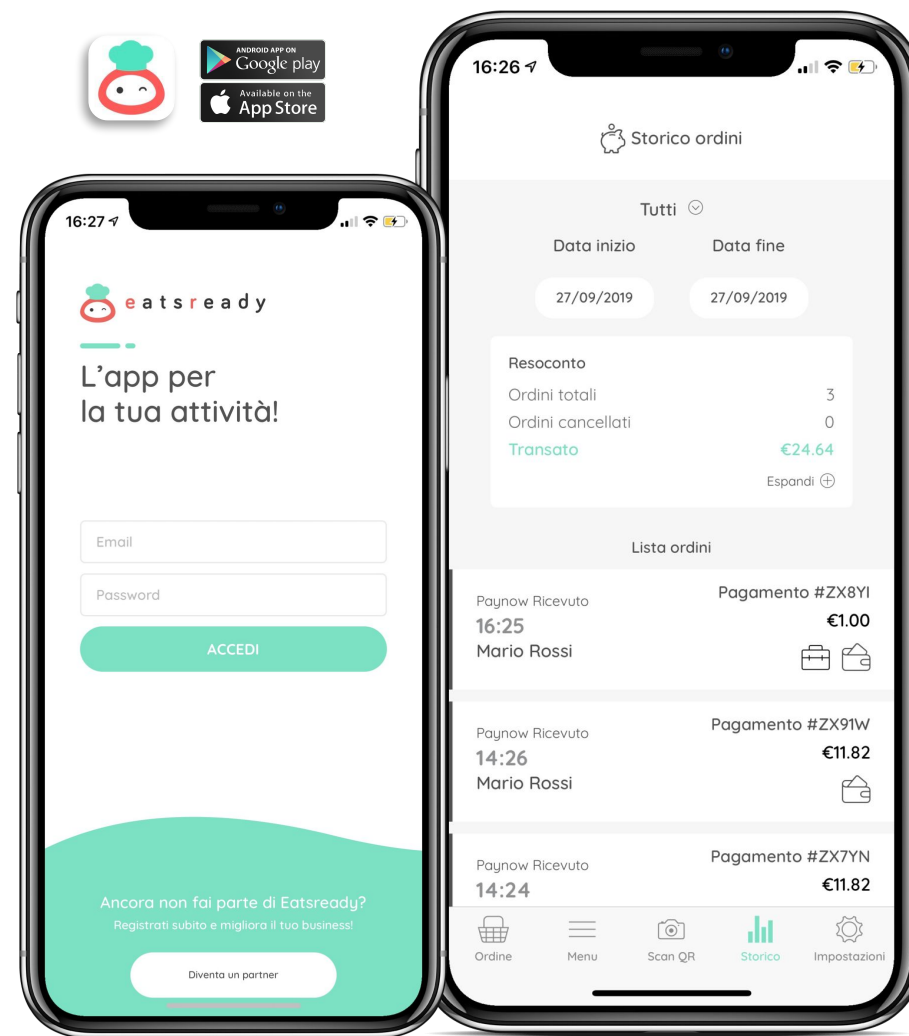 ANDROID APP ON
Google play
Available on the
App Store
16:27
eatsready
L'app per
la tua attività!
Email
Password
ACCEDI
Ancora non fai parte di Eatsready?
Registrati subito e migliora il tuo business!
Diventa un partner
16:26
Storico ordini
Tutti
Data inizio Data fine
27/09/2019 27/09/2019
Resoconto
Ordini totali 3
Ordini cancellati 0
Transato €24.64
Espandi
Lista ordini
Paynow Ricevuto Pagamento #ZX8YI
16:25 €1.00
Mario Rossi
Paynow Ricevuto Pagamento #ZX91W
14:26 €11.82
Mario Rossi
Paynow Ricevuto Pagamento #ZX7YN
14:24 €11.82
Ordine Menu Scan QR Storico Impostazioni